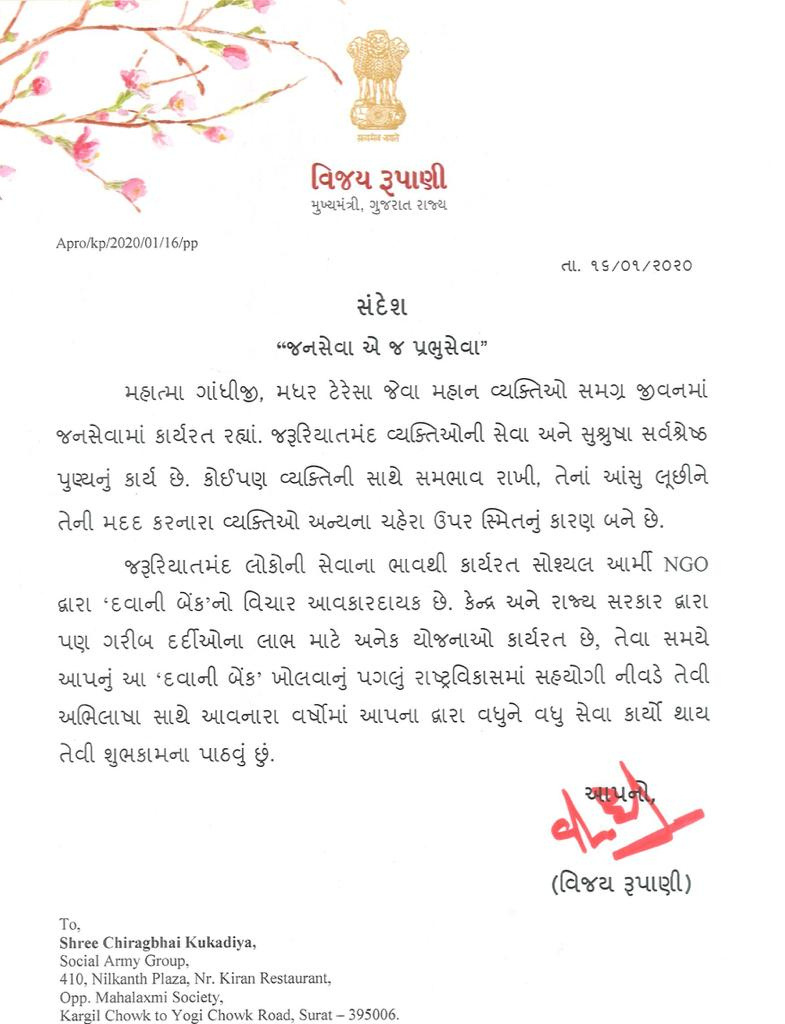 सत्यमेव जयते
વિજય રૂપાણી
મુખ્યમંત્રી, ગુજરાત રાજ્ય
Apro/kp/2020/01/16/pp
તા. ૧૬/૦૧/૨૦૨૦
સંદેશ
“જનસેવા એ જ પ્રભુસેવા”
મહાત્મા ગાંધીજી, મધર ટેરેસા જેવા મહાન વ્યક્તિઓ સમગ્ર જીવનમાં
જનસેવામાં કાર્યરત રહ્યાં. જરૂરિયાતમંદ વ્યક્તિઓની સેવા અને સુશ્રુષા સર્વશ્રેષ્ઠ
પુણ્યનું કાર્ય છે. કોઈપણ વ્યક્તિની સાથે સમભાવ રાખી, તેનાં આંસુ લૂછીને
તેની મદદ કરનારા વ્યક્તિઓ અન્યના ચહેરા ઉપર સ્મિતનું કારણ બને છે.
જરૂરિયાતમંદ લોકોની સેવાના ભાવથી કાર્યરત સોશ્યલ આર્મી NGO
દ્વારા ‘દવાની બેંક’નો વિચાર આવકારદાયક છે. કેન્દ્ર અને રાજ્ય સરકાર દ્વારા
પણ ગરીબ દર્દીઓના લાભ માટે અનેક યોજનાઓ કાર્યરત છે, તેવા સમયે
આપનું આ ‘દવાની બેંક’ ખોલવાનું પગલું રાષ્ટ્રવિકાસમાં સહયોગી નીવડે તેવી
અભિલાષા સાથે આવનારા વર્ષોમાં આપના દ્વારા વધુને વધુ સેવા કાર્યો થાય
તેવી શુભકામના પાઠવું છું.
આપનો,
(વિજય રૂપાણી)
To,
Shree Chiragbhai Kukadiya,
Social Army Group,
410, Nilkanth Plaza, Nr. Kiran Restaurant,
Opp. Mahalaxmi Society,
Kargil Chowk to Yogi Chowk Road, Surat – 395006.